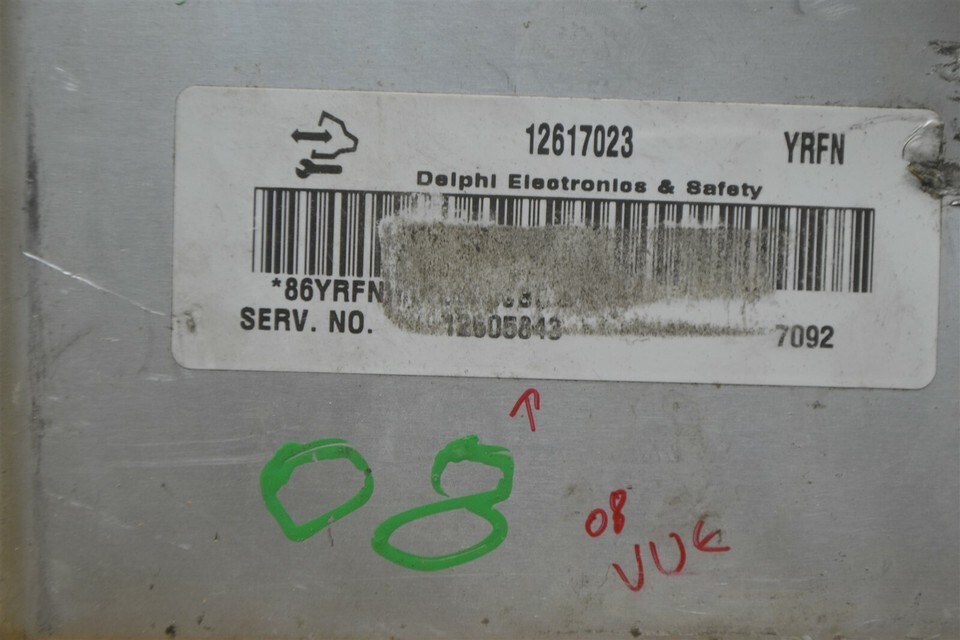 12617023 YRFN
Delphi Electronics & Safety
*86YRFN
SERV. NO. 12605843 7092
08
08
VUE